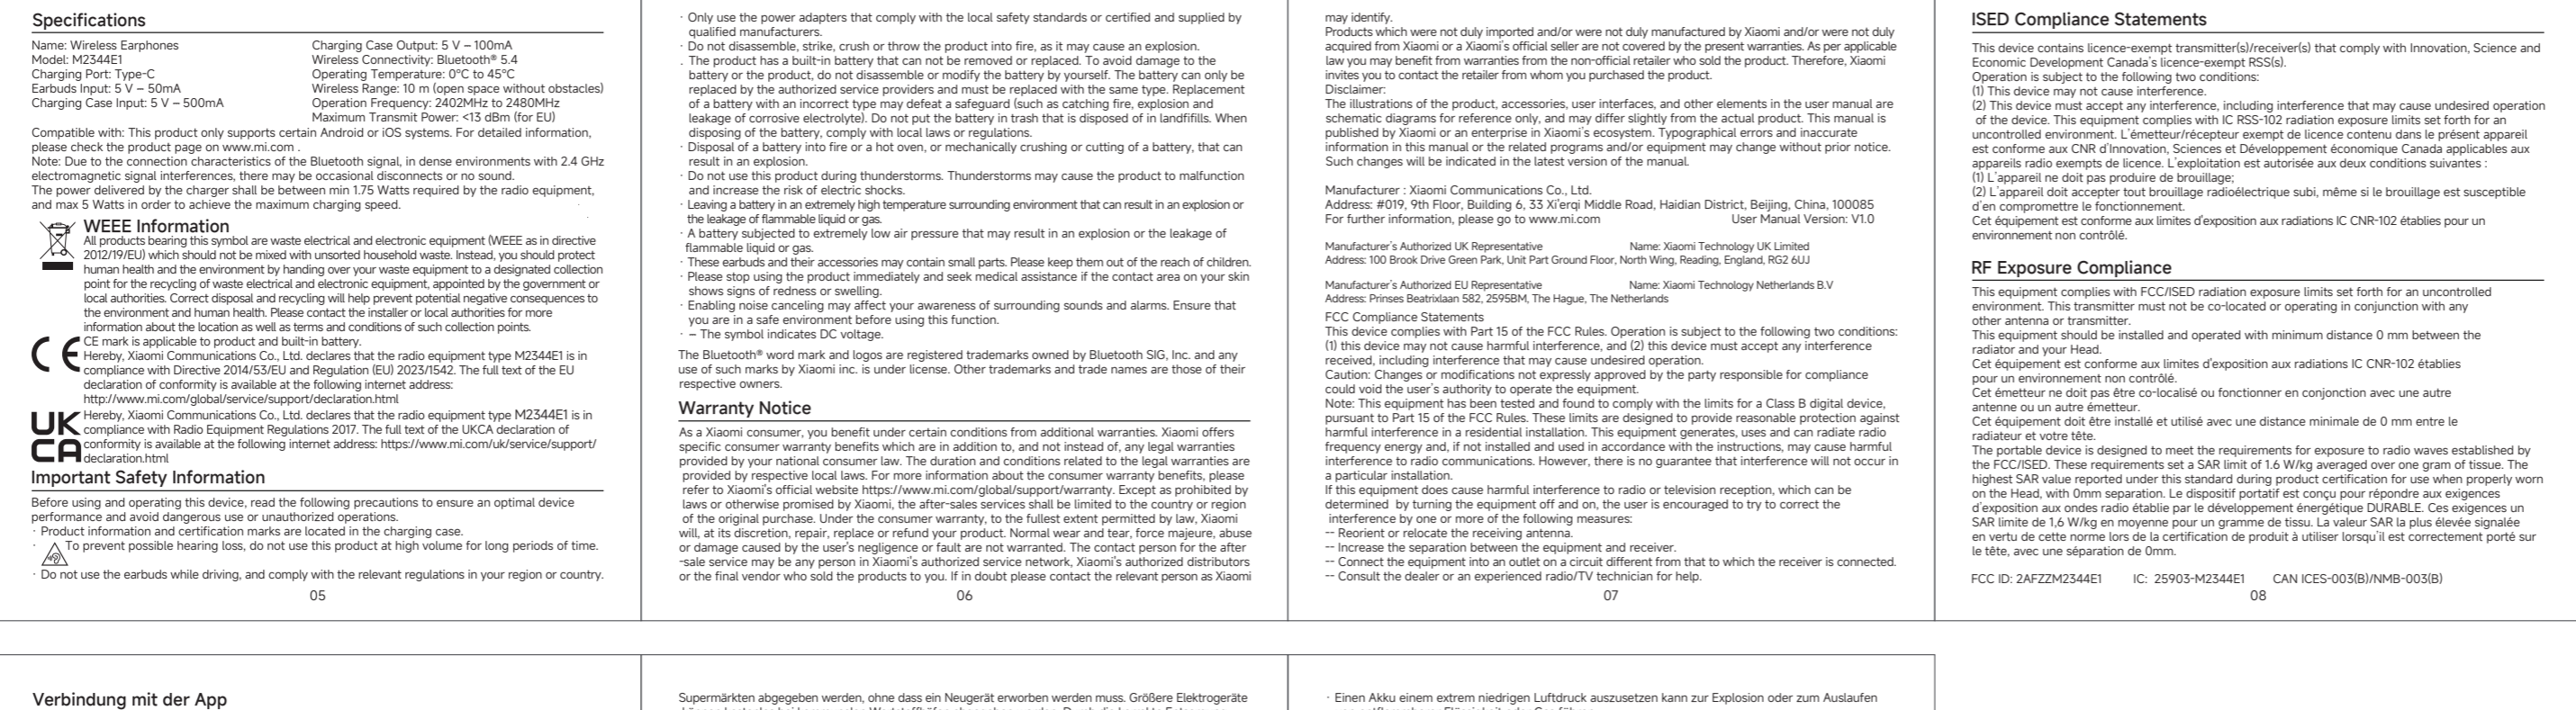 Specifications
Name: Wireless Earphones
Model: M2344E1
Charging Port: Type-C
Earbuds Input: 5 V ⎓ 50mA
Charging Case Input: 5 V ⎓ 500mA
Charging Case Output: 5 V ⎓ 100mA
Wireless Connectivity: Bluetooth® 5.4
Operating Temperature: 0°C to 45°C
Wireless Range: 10 m (open space without obstacles)
Operation Frequency: 2402MHz to 2480MHz
Maximum Transmit Power: <13 dBm (for EU)
Compatible with: This product only supports certain Android or iOS systems. For detailed information,
please check the product page on www.mi.com .
Note: Due to the connection characteristics of the Bluetooth signal, in dense environments with 2.4 GHz
electromagnetic signal interferences, there may be occasional disconnects or no sound.
The power delivered by the charger shall be between min 1.75 Watts required by the radio equipment,
and max 5 Watts in order to achieve the maximum charging speed.
WEEE Information
All products bearing this symbol are waste electrical and electronic equipment (WEEE as in directive
2012/19/EU) which should not be mixed with unsorted household waste. Instead, you should protect
human health and the environment by handing over your waste equipment to a designated collection
point for the recycling of waste electrical and electronic equipment, appointed by the government or
local authorities. Correct disposal and recycling will help prevent potential negative consequences to
the environment and human health. Please contact the installer or local authorities for more
information about the location as well as terms and conditions of such collection points.
CE
CE mark is applicable to product and built-in battery.
Hereby, Xiaomi Communications Co., Ltd. declares that the radio equipment type M2344E1 is in
compliance with Directive 2014/53/EU and Regulation (EU) 2023/1542. The full text of the EU
declaration of conformity is available at the following internet address:
http://www.mi.com/global/service/support/declaration.html
UK
CA
Hereby, Xiaomi Communications Co., Ltd. declares that the radio equipment type M2344E1 is in
compliance with Radio Equipment Regulations 2017. The full text of the UKCA declaration of
conformity is available at the following internet address: https://www.mi.com/uk/service/support/
declaration.html
Important Safety Information
Before using and operating this device, read the following precautions to ensure an optimal device
performance and avoid dangerous use or unauthorized operations.
· Product information and certification marks are located in the charging case.
· To prevent possible hearing loss, do not use this product at high volume for long periods of time.
· Do not use the earbuds while driving, and comply with the relevant regulations in your region or country.
05
· Only use the power adapters that comply with the local safety standards or certified and supplied by
qualified manufacturers.
· Do not disassemble, strike, crush or throw the product into fire, as it may cause an explosion.
. The product has a built-in battery that can not be removed or replaced. To avoid damage to the
battery or the product, do not disassemble or modify the battery by yourself. The battery can only be
replaced by the authorized service providers and must be replaced with the same type. Replacement
of a battery with an incorrect type may defeat a safeguard (such as catching fire, explosion and
leakage of corrosive electrolyte). Do not put the battery in trash that is disposed of in landfifills. When
disposing of the battery, comply with local laws or regulations.
· Disposal of a battery into fire or a hot oven, or mechanically crushing or cutting of a battery, that can
result in an explosion.
· Do not use this product during thunderstorms. Thunderstorms may cause the product to malfunction
and increase the risk of electric shocks.
· Leaving a battery in an extremely high temperature surrounding environment that can result in an explosion or
the leakage of flammable liquid or gas.
· A battery subjected to extremely low air pressure that may result in an explosion or the leakage of
flammable liquid or gas.
· These earbuds and their accessories may contain small parts. Please keep them out of the reach of children.
· Please stop using the product immediately and seek medical assistance if the contact area on your skin
shows signs of redness or swelling.
· Enabling noise canceling may affect your awareness of surrounding sounds and alarms. Ensure that
you are in a safe environment before using this function.
· ⎓ The symbol indicates DC voltage.
The Bluetooth® word mark and logos are registered trademarks owned by Bluetooth SIG, Inc. and any
use of such marks by Xiaomi inc. is under license. Other trademarks and trade names are those of their
respective owners.
Warranty Notice
As a Xiaomi consumer, you benefit under certain conditions from additional warranties. Xiaomi offers
specific consumer warranty benefits which are in addition to, and not instead of, any legal warranties
provided by your national consumer law. The duration and conditions related to the legal warranties are
provided by respective local laws. For more information about the consumer warranty benefits, please
refer to Xiaomi's official website https://www.mi.com/global/support/warranty. Except as prohibited by
laws or otherwise promised by Xiaomi, the after-sales services shall be limited to the country or region
of the original purchase. Under the consumer warranty, to the fullest extent permitted by law, Xiaomi
will, at its discretion, repair, replace or refund your product. Normal wear and tear, force majeure, abuse
or damage caused by the user's negligence or fault are not warranted. The contact person for the after
-sale service may be any person in Xiaomi's authorized service network, Xiaomi's authorized distributors
or the final vendor who sold the products to you. If in doubt please contact the relevant person as Xiaomi
06
may identify.
Products which were not duly imported and/or were not duly manufactured by Xiaomi and/or were not duly
acquired from Xiaomi or a Xiaomi's official seller are not covered by the present warranties. As per applicable
law you may benefit from warranties from the non-official retailer who sold the product. Therefore, Xiaomi
invites you to contact the retailer from whom you purchased the product.
Disclaimer:
The illustrations of the product, accessories, user interfaces, and other elements in the user manual are
schematic diagrams for reference only, and may differ slightly from the actual product. This manual is
published by Xiaomi or an enterprise in Xiaomi's ecosystem. Typographical errors and inaccurate
information in this manual or the related programs and/or equipment may change without prior notice.
Such changes will be indicated in the latest version of the manual.
Manufacturer : Xiaomi Communications Co., Ltd.
Address: #019, 9th Floor, Building 6, 33 Xi'erqi Middle Road, Haidian District, Beijing, China, 100085
For further information, please go to www.mi.com User Manual Version: V1.0
Manufacturer's Authorized UK Representative Name: Xiaomi Technology UK Limited
Address: 100 Brook Drive Green Park, Unit Part Ground Floor, North Wing, Reading, England, RG2 6UJ
Manufacturer's Authorized EU Representative Name: Xiaomi Technology Netherlands B.V
Address: Prinses Beatrixlaan 582, 2595BM, The Hague, The Netherlands
FCC Compliance Statements
This device complies with Part 15 of the FCC Rules. Operation is subject to the following two conditions:
(1) this device may not cause harmful interference, and (2) this device must accept any interference
received, including interference that may cause undesired operation.
Caution: Changes or modifications not expressly approved by the party responsible for compliance
could void the user's authority to operate the equipment.
Note: This equipment has been tested and found to comply with the limits for a Class B digital device,
pursuant to Part 15 of the FCC Rules. These limits are designed to provide reasonable protection against
harmful interference in a residential installation. This equipment generates, uses and can radiate radio
frequency energy and, if not installed and used in accordance with the instructions, may cause harmful
interference to radio communications. However, there is no guarantee that interference will not occur in
a particular installation.
If this equipment does cause harmful interference to radio or television reception, which can be
determined by turning the equipment off and on, the user is encouraged to try to correct the
interference by one or more of the following measures:
-- Reorient or relocate the receiving antenna.
-- Increase the separation between the equipment and receiver.
-- Connect the equipment into an outlet on a circuit different from that to which the receiver is connected.
-- Consult the dealer or an experienced radio/TV technician for help.
07
ISED Compliance Statements
This device contains licence-exempt transmitter(s)/receiver(s) that comply with Innovation, Science and
Economic Development Canada's licence-exempt RSS(s).
Operation is subject to the following two conditions:
(1) This device may not cause interference.
(2) This device must accept any interference, including interference that may cause undesired operation
of the device. This equipment complies with IC RSS-102 radiation exposure limits set forth for an
uncontrolled environment. L'émetteur/récepteur exempt de licence contenu dans le présent appareil
est conforme aux CNR d'Innovation, Sciences et Développement économique Canada applicables aux
appareils radio exempts de licence. L'exploitation est autorisée aux deux conditions suivantes :
(1) L'appareil ne doit pas produire de brouillage;
(2) L'appareil doit accepter tout brouillage radioélectrique subi, même si le brouillage est susceptible
d'en compromettre le fonctionnement.
Cet équipement est conforme aux limites d'exposition aux radiations IC CNR-102 établies pour un
environnement non contrôlé.
RF Exposure Compliance
This equipment complies with FCC/ISED radiation exposure limits set forth for an uncontrolled
environment. This transmitter must not be co-located or operating in conjunction with any
other antenna or transmitter.
This equipment should be installed and operated with minimum distance 0 mm between the
radiator and your Head.
Cet équipement est conforme aux limites d'exposition aux radiations IC CNR-102 établies
pour un environnement non contrôlé.
Cet émetteur ne doit pas être co-localisé ou fonctionner en conjonction avec une autre
antenne ou un autre émetteur.
Cet équipement doit être installé et utilisé avec une distance minimale de 0 mm entre le
radiateur et votre tête.
The portable device is designed to meet the requirements for exposure to radio waves established by
the FCC/ISED. These requirements set a SAR limit of 1.6 W/kg averaged over one gram of tissue. The
highest SAR value reported under this standard during product certification for use when properly worn
on the Head, with 0mm separation. Le dispositif portatif est conçu pour répondre aux exigences
d'exposition aux ondes radio établie par le développement énergétique DURABLE. Ces exigences un
SAR limite de 1,6 W/kg en moyenne pour un gramme de tissu. La valeur SAR la plus élevée signalée
en vertu de cette norme lors de la certification de produit à utiliser lorsqu'il est correctement porté sur
le tête, avec une séparation de 0mm.
FCC ID: 2AFZZM2344E1 IC: 25903-M2344E1 CAN ICES-003(B)/NMB-003(B)
08
Verbindung mit der App
Supermärkten abgegeben werden, ohne dass ein Neugerät erworben werden muss. Größere Elektrogeräte
· Einen Akku einem extrem niedrigen Luftdruck auszusetzen kann zur Explosion oder zum Auslaufen